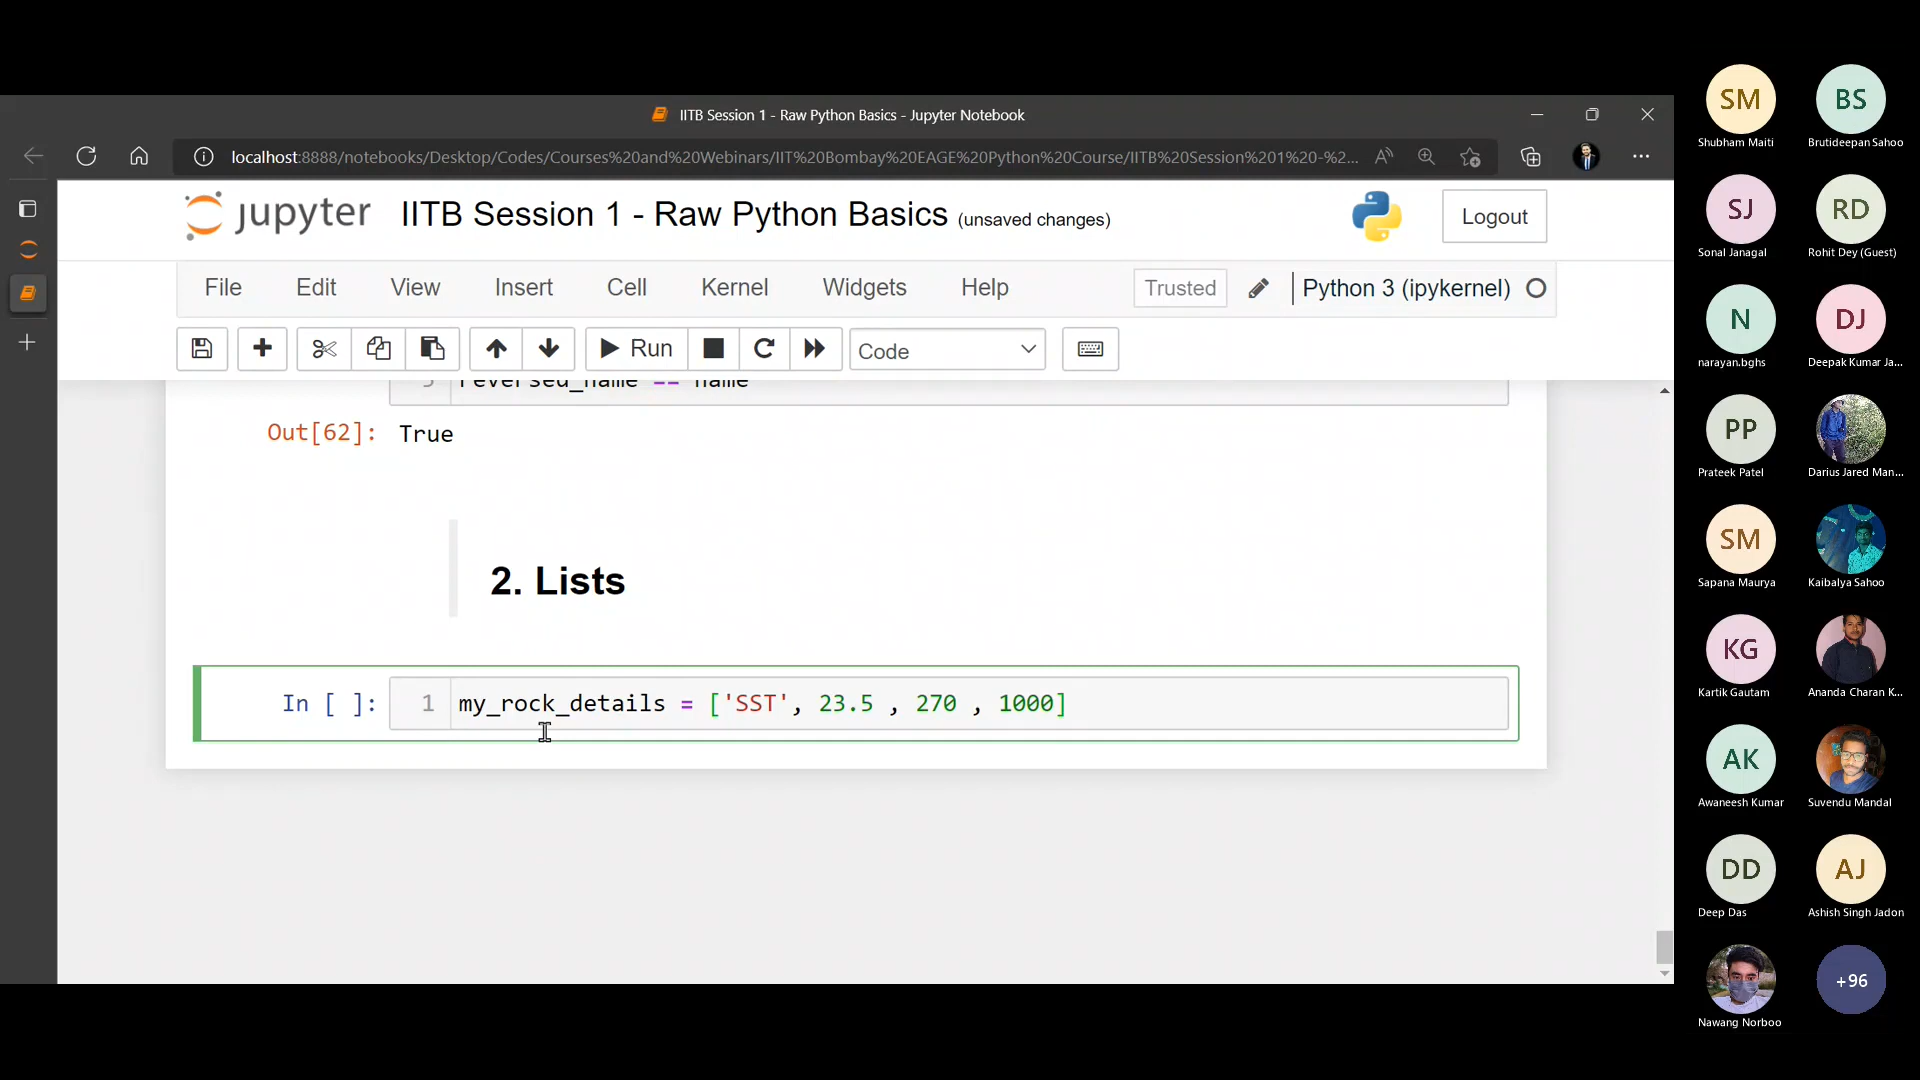 IITB Session 1 - Raw Python Basics - Jupyter Notebook
localhost:8888/notebooks/Desktop/Codes/Courses%20and%20Webinars/IIT%20Bombay%20EAGE%20Python%20Course/IITB%20Session%201%20-%2...
jupyter IITB Session 1 - Raw Python Basics (unsaved changes)
Logout
File Edit View Insert Cell Kernel Widgets Help Trusted Python 3 (ipykernel)
Run Code
reversed_name == name
Out[62]: True
2. Lists
In [ ]: 1 my_rock_details = ['SST', 23.5 , 270 , 1000]
SM BS
Shubham Maiti Brutideepan Sahoo
SJ RD
Sonal Janagal Rohit Dey (Guest)
N DJ
narayan.bghs Deepak Kumar Ja...
PP
Prateek Patel Darius Jared Man...
SM
Sapana Maurya Kaibalya Sahoo
KG
Kartik Gautam Ananda Charan K...
AK
Awaneesh Kumar Suvendu Mandal
DD AJ
Deep Das Ashish Singh Jadon
+96
Nawang Norboo